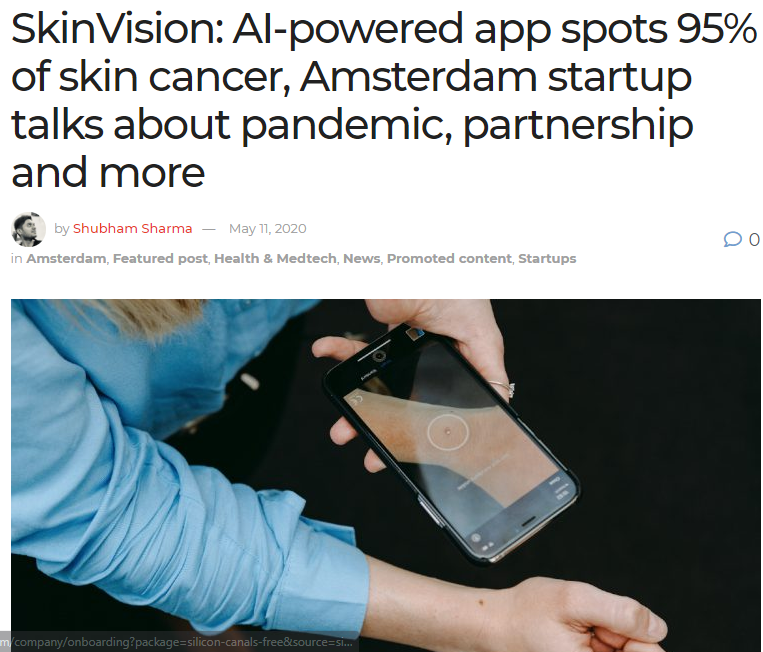 SkinVision: AI-powered app spots 95%
of skin cancer, Amsterdam startup
talks about pandemic, partnership
and more
by Shubham Sharma — May 11, 2020
0
in Amsterdam, Featured post, Health & Medtech, News, Promoted content, Startups
m/company/onboarding?package=silicon-canals-free&source=si...